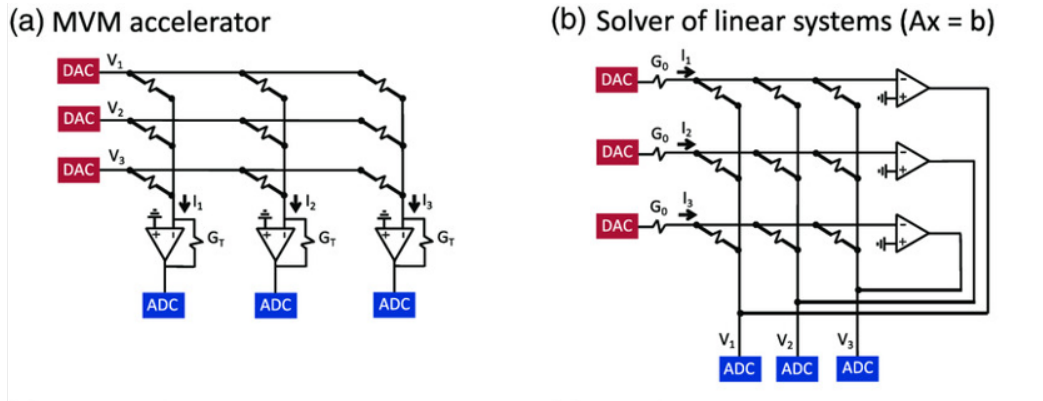 (a) MVM accelerator
DAC
V₁
DAC
V₂
DAC
V₃
I₁
I₂
I₃
+
-
Gₜ
+
-
Gₜ
+
-
Gₜ
ADC
ADC
ADC
(b) Solver of linear systems (Ax = b)
DAC
G₀
I₁
-
+
DAC
G₀
I₂
-
+
DAC
G₀
I₃
-
+
V₁
V₂
V₃
ADC
ADC
ADC